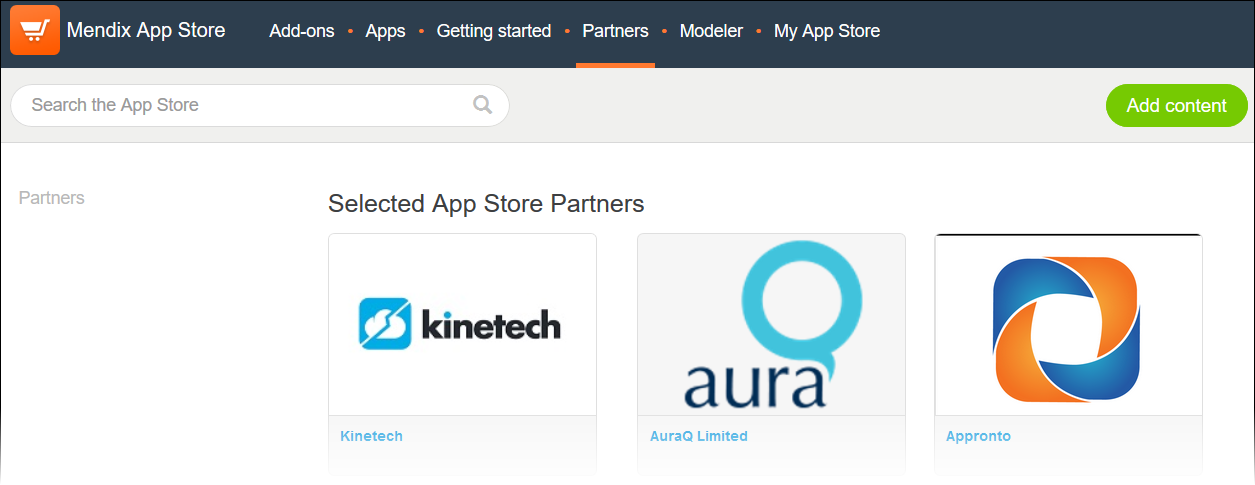 Mendix App Store Add-ons • Apps • Getting started • Partners • Modeler • My App Store
Search the App Store
Add content
Partners
Selected App Store Partners
kinetech
aura
Kinetech
AuraQ Limited
Appronto